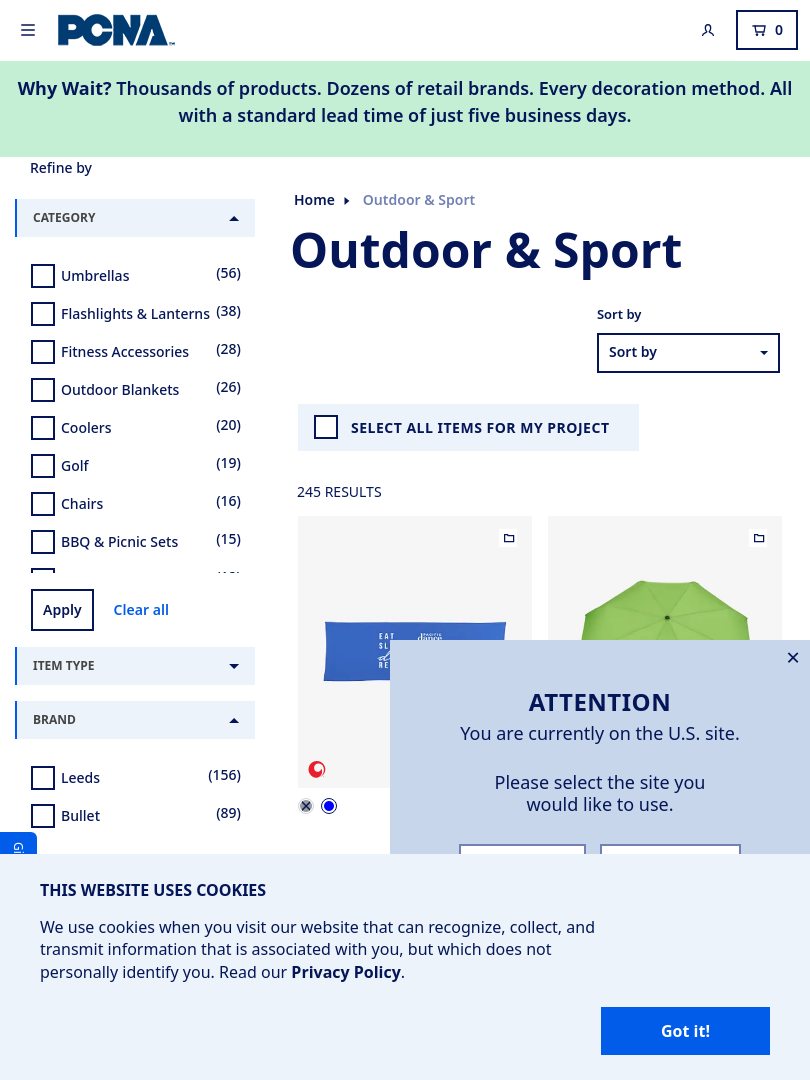 PCNA
0
Why Wait? Thousands of products. Dozens of retail brands. Every decoration method. All
with a standard lead time of just five business days.
Refine by
CATEGORY
Umbrellas (56)
Flashlights & Lanterns (38)
Fitness Accessories (28)
Outdoor Blankets (26)
Coolers (20)
Golf (19)
Chairs (16)
BBQ & Picnic Sets (15)
Apply
Clear all
ITEM TYPE
BRAND
Leeds (156)
Bullet (89)
Home
Outdoor & Sport
Outdoor & Sport
Sort by
Sort by
SELECT ALL ITEMS FOR MY PROJECT
245 RESULTS
EAT
PACIFIC
dance
ATTENTION
You are currently on the U.S. site.
Please select the site you
would like to use.
THIS WEBSITE USES COOKIES
We use cookies when you visit our website that can recognize, collect, and
transmit information that is associated with you, but which does not
personally identify you. Read our Privacy Policy.
Got it!